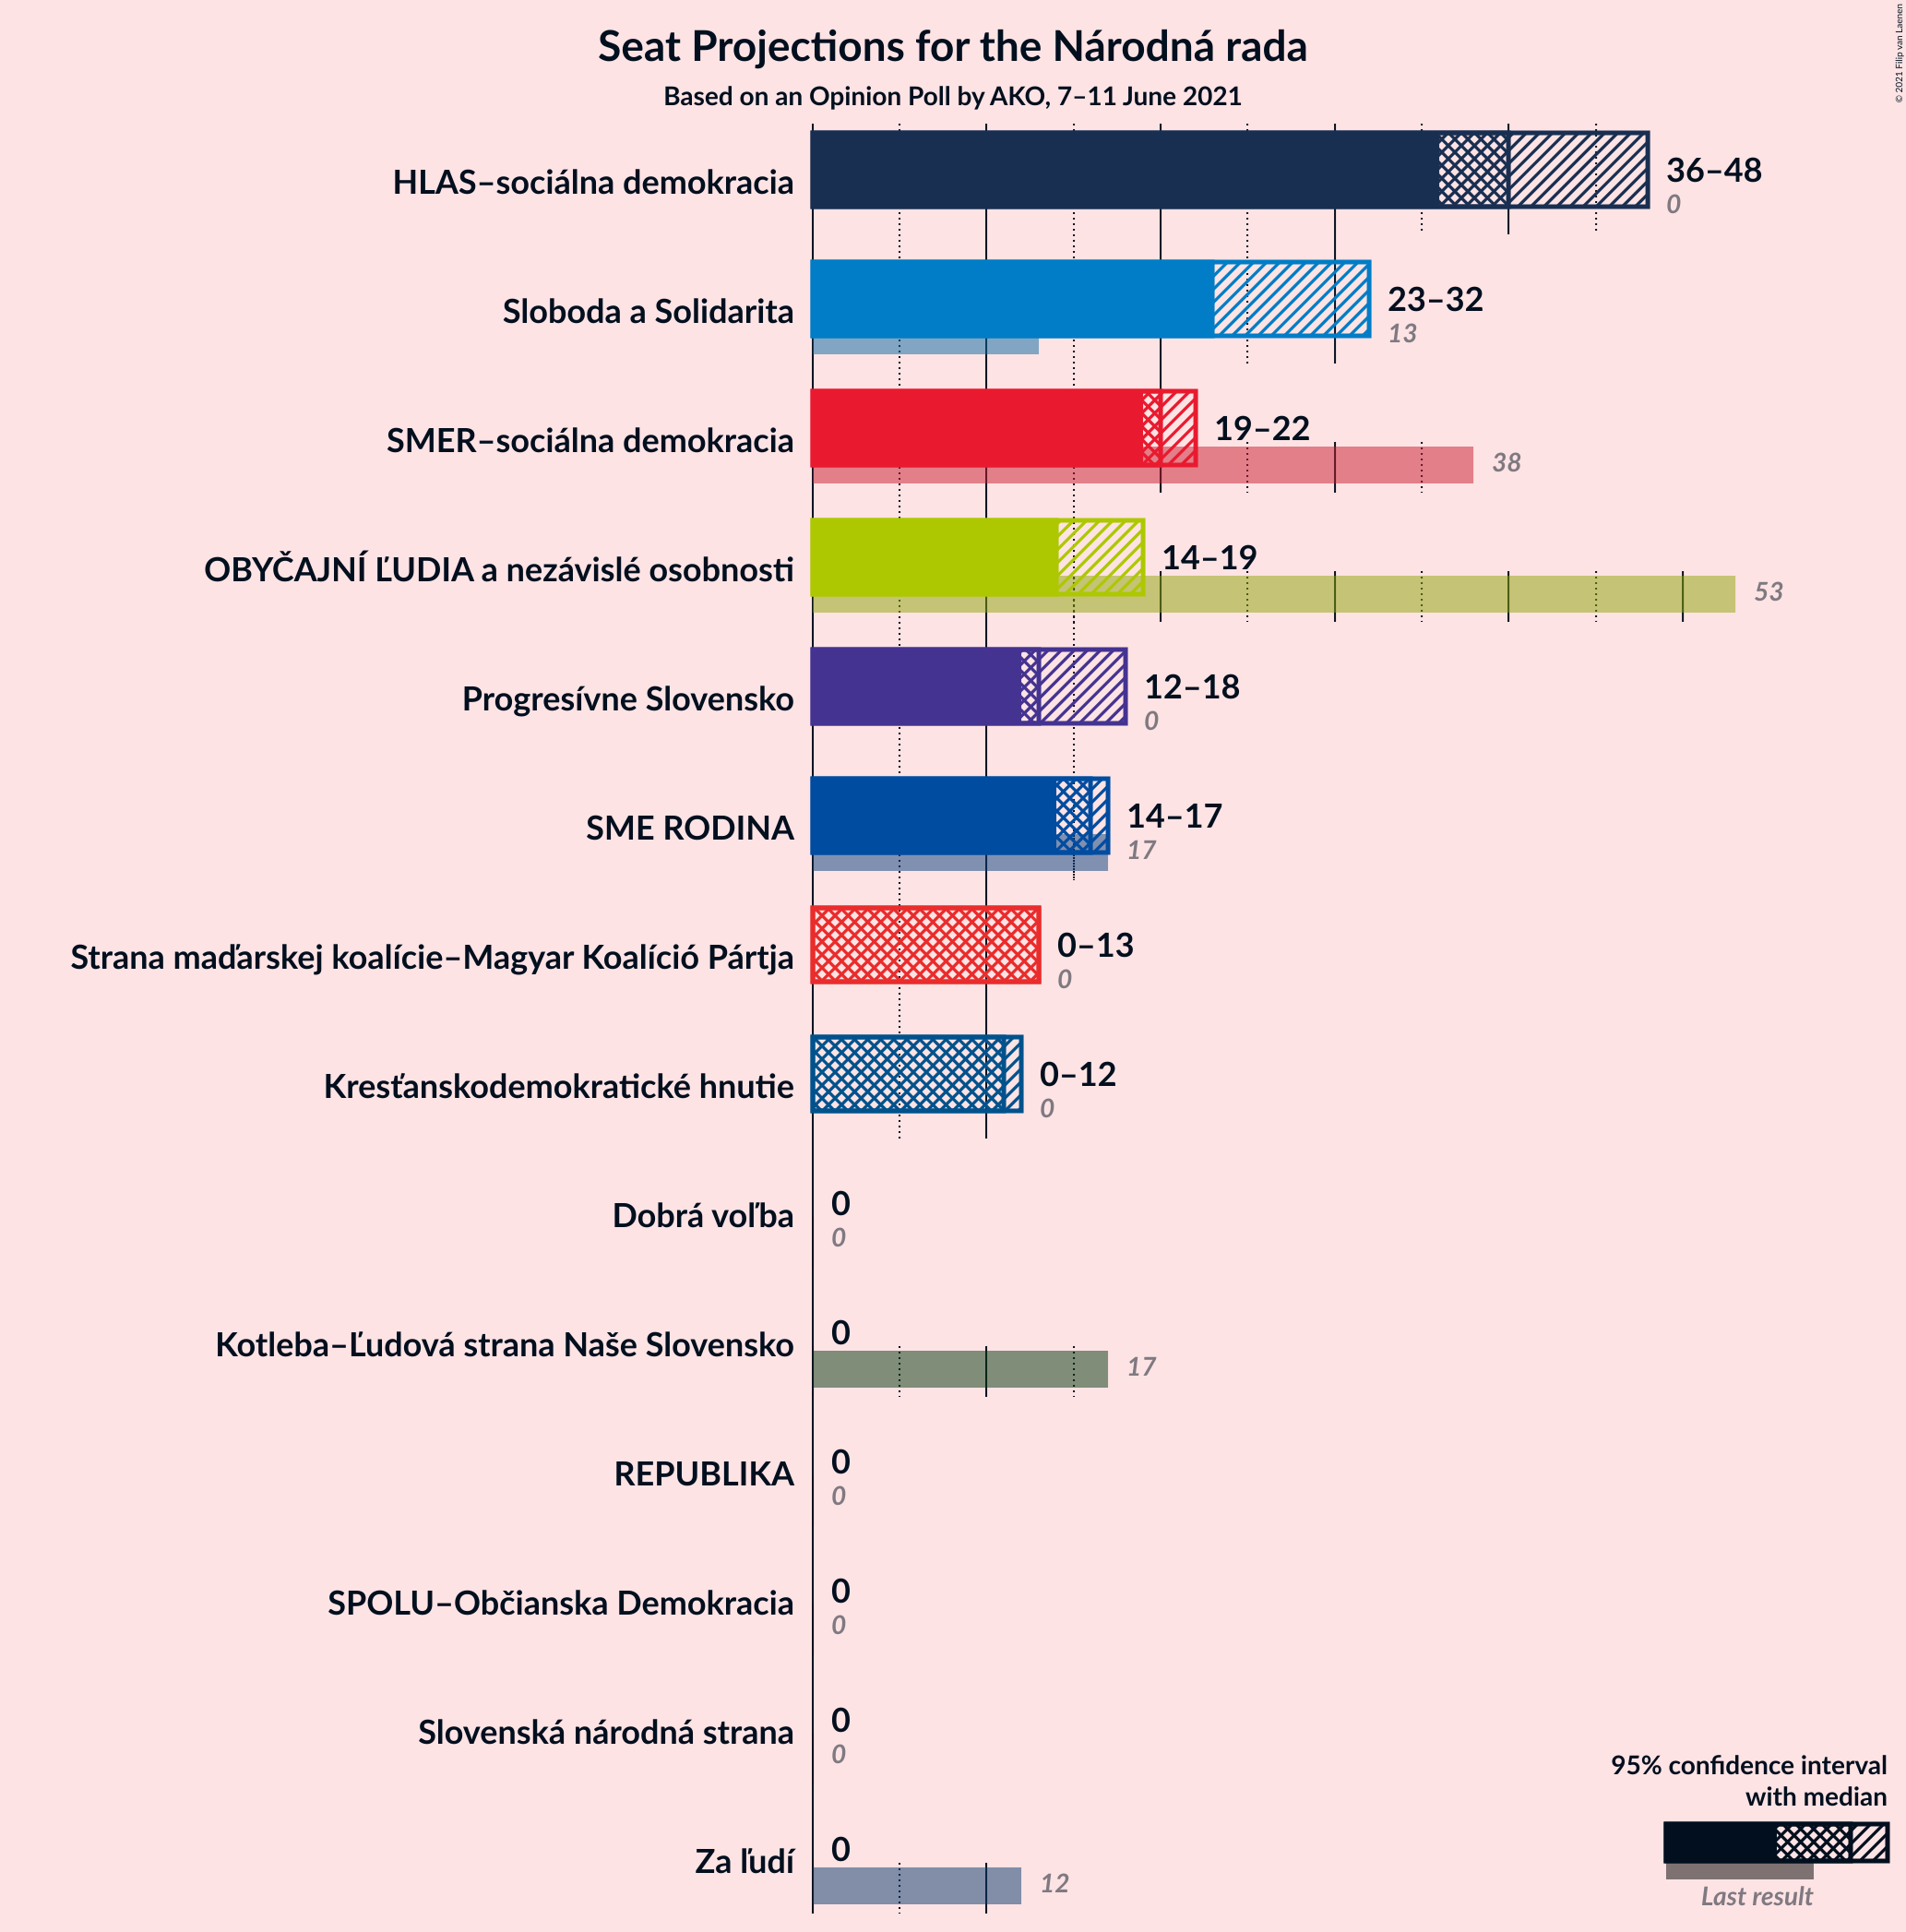 Seat Projections for the Národná rada
Based on an Opinion Poll by AKO, 7–11 June 2021
© 2021 Filip van Laenen
HLAS–sociálna demokracia
36–48
0
Sloboda a Solidarita
23–32
13
SMER–sociálna demokracia
19–22
38
OBYČAJNÍ ĽUDIA a nezávislé osobnosti
14–19
53
Progresívne Slovensko
12–18
0
SME RODINA
14–17
17
Strana maďarskej koalície–Magyar Koalíció Pártja
0–13
0
Kresťanskodemokratické hnutie
0–12
0
Dobrá voľba
0
0
Kotleba–Ľudová strana Naše Slovensko
0
17
REPUBLIKA
0
0
SPOLU–Občianska Demokracia
0
0
Slovenská národná strana
0
0
Za ľudí
0
12
95% confidence interval
with median
Last result